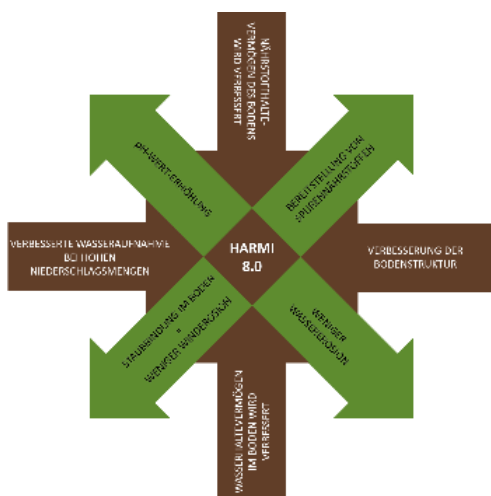 NÄHRSTOFFHALTE-
VERMÖGEN DES BODENS
WIRD VERBESSERT
pH-WERT-ERHÖHUNG
BEREITSTELLUNG VON
SPURENNÄHRSTOFFEN
VERBESSERTE WASSERAUFNAHME
BEI HOHEN
NIEDERSCHLAGSMENGEN
HARMI
8.0
VERBESSERUNG DER
BODENSTRUKTUR
STAUBBINDUNG IM BODEN
=
WENIGER WINDEROSION
WENIGER
WASSEREROSION
WASSERHALTEVERMÖGEN
IM BODEN WIRD
VERBESSERT